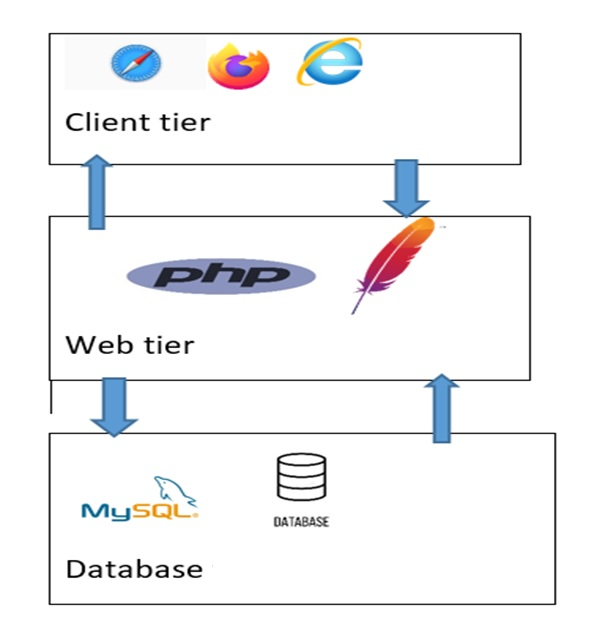 Client tier
php
Web tier
MySQL®
DATABASE
Database